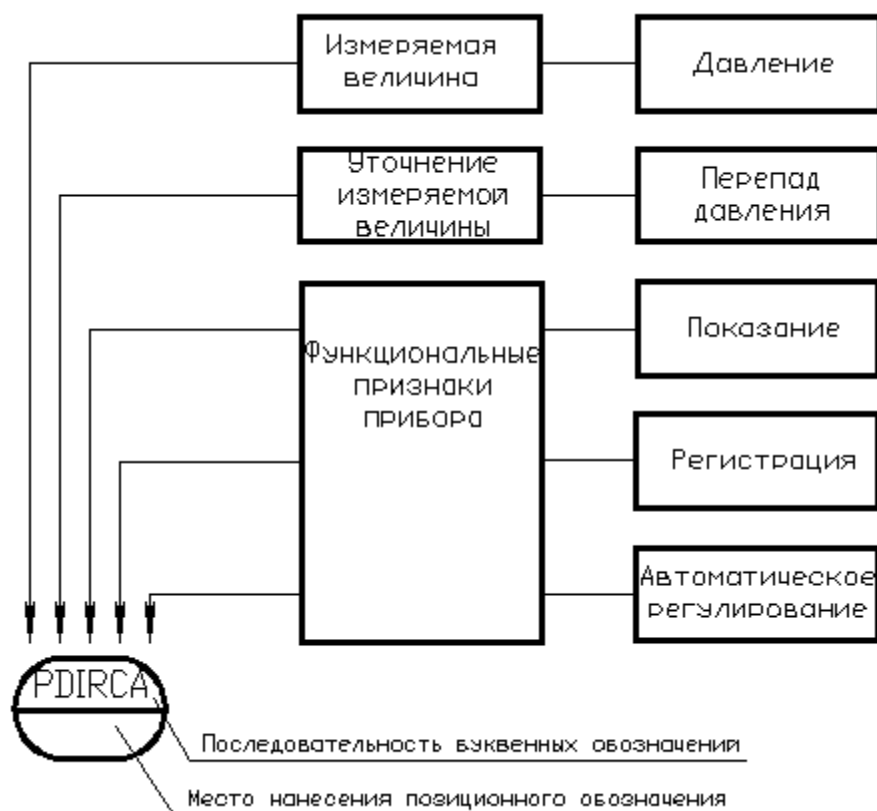 Измеряемая
величина
Давление
Уточнение
измеряемой
величины
Перепад
давления
Функциональные
признаки
прибора
Показание
Регистрация
Автоматическое
регулирование
PDIRCA
Последовательность буквенных обозначений
Место нанесения позиционного обозначения